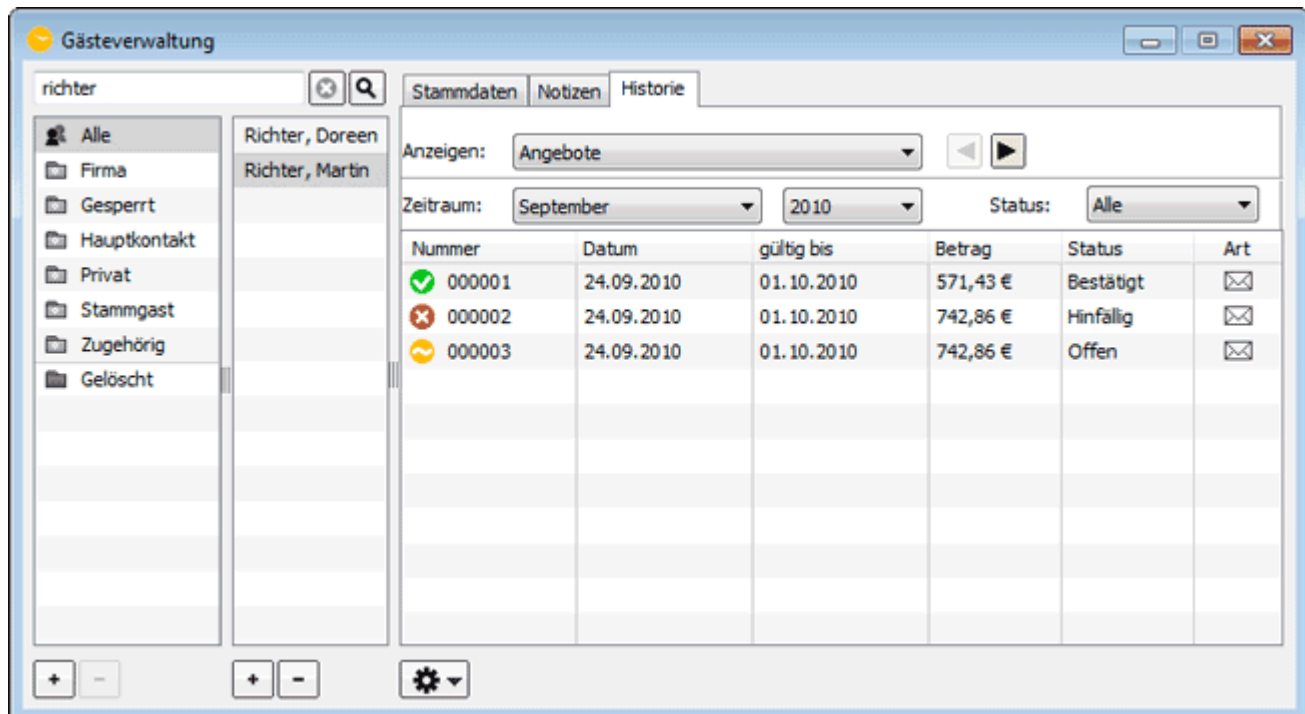 Gästeverwaltung
richter
Stammdaten Notizen Historie
Alle
Firma
Gesperrt
Hauptkontakt
Privat
Stammgast
Zugehörig
Gelöscht
Richter, Doreen
Richter, Martin
Anzeigen: Angebote
Zeitraum: September 2010 Status: Alle
Nummer Datum gültig bis Betrag Status Art
000001 24.09.2010 01.10.2010 571,43 € Bestätigt
000002 24.09.2010 01.10.2010 742,86 € Hinfällig
000003 24.09.2010 01.10.2010 742,86 € Offen